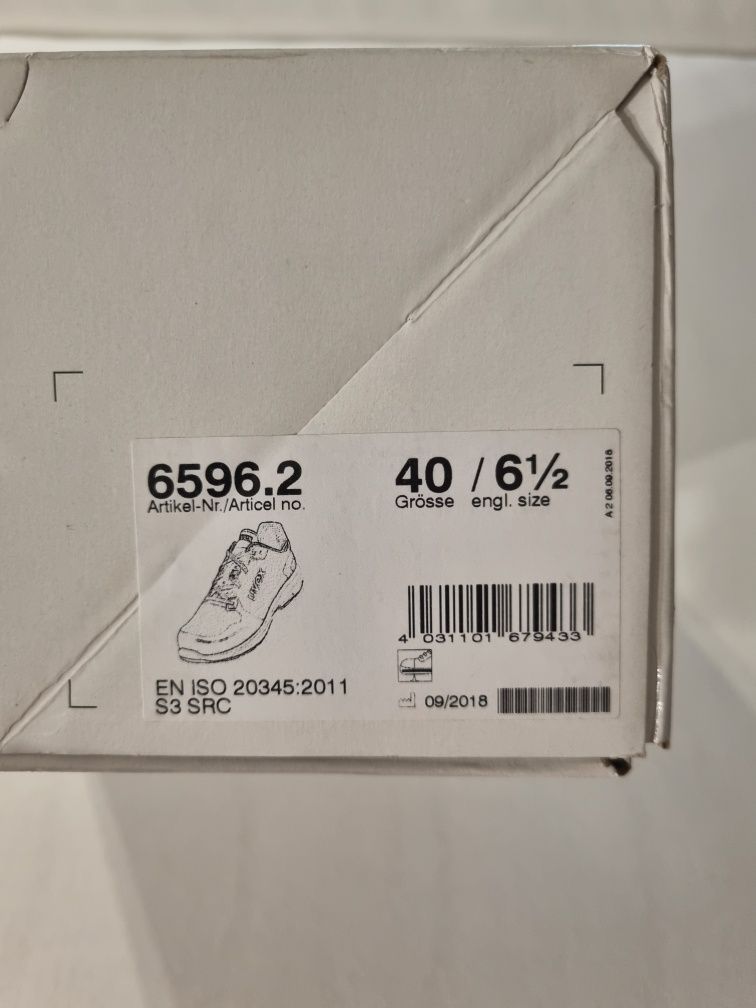 6596.2
Artikel-Nr./Articel no.
40 / 6½
Grösse engl. size
A 2 06.09.2018
4 031101 679433
EN ISO 20345:2011
S3 SRC
09/2018